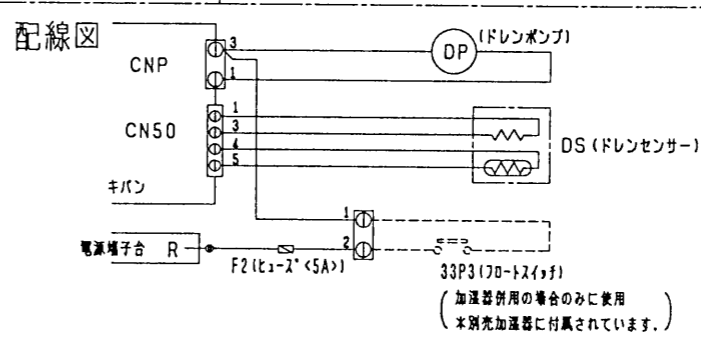 配線図
CNP
3
1
DP
(ドレンポンプ)
CN50
1
3
4
5
DS(ドレンセンサー)
キバン
電源端子台 R
F2(ヒューズ<5A>)
1
2
33P3(フロートスイッチ)
(加湿器併用の場合のみに使用
*別売加湿器に付属されています.)